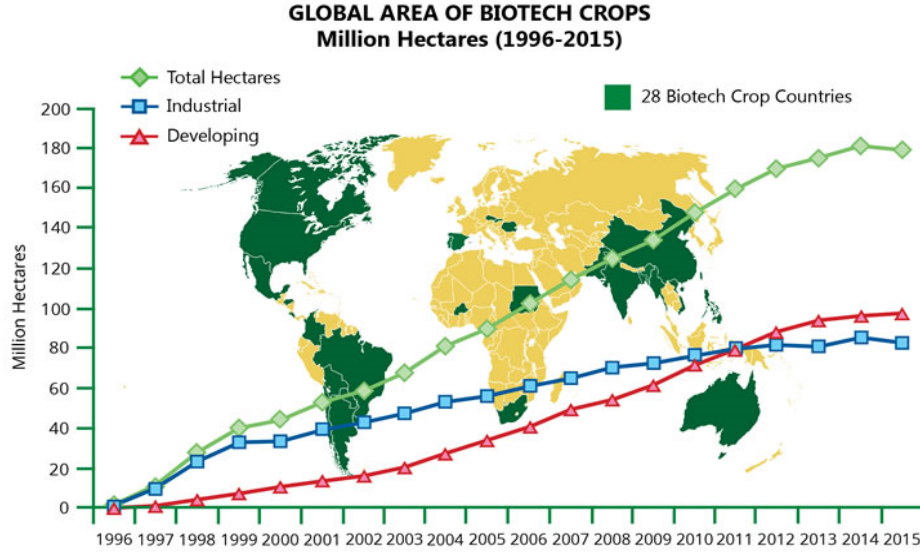 GLOBAL AREA OF BIOTECH CROPS
Million Hectares (1996-2015)
Total Hectares
Industrial
Developing
28 Biotech Crop Countries
Million Hectares
200
180
160
140
120
100
80
60
40
20
0
1996 1997 1998 1999 2000 2001 2002 2003 2004 2005 2006 2007 2008 2009 2010 2011 2012 2013 2014 2015